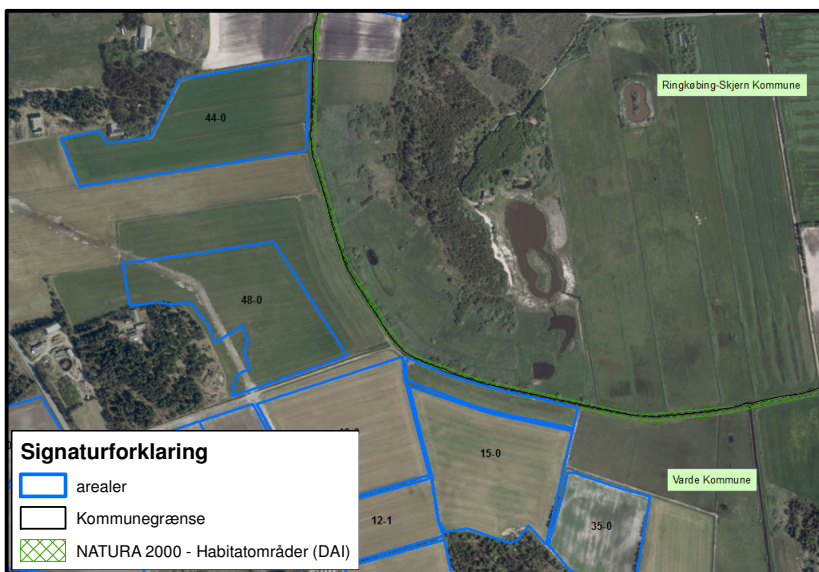 Ringkøbing-Skjern Kommune
44-0
48-0
15-0
Varde Kommune
12-1
35-0
Signaturforklaring
arealer
Kommunegrænse
NATURA 2000 - Habitatområder (DAI)